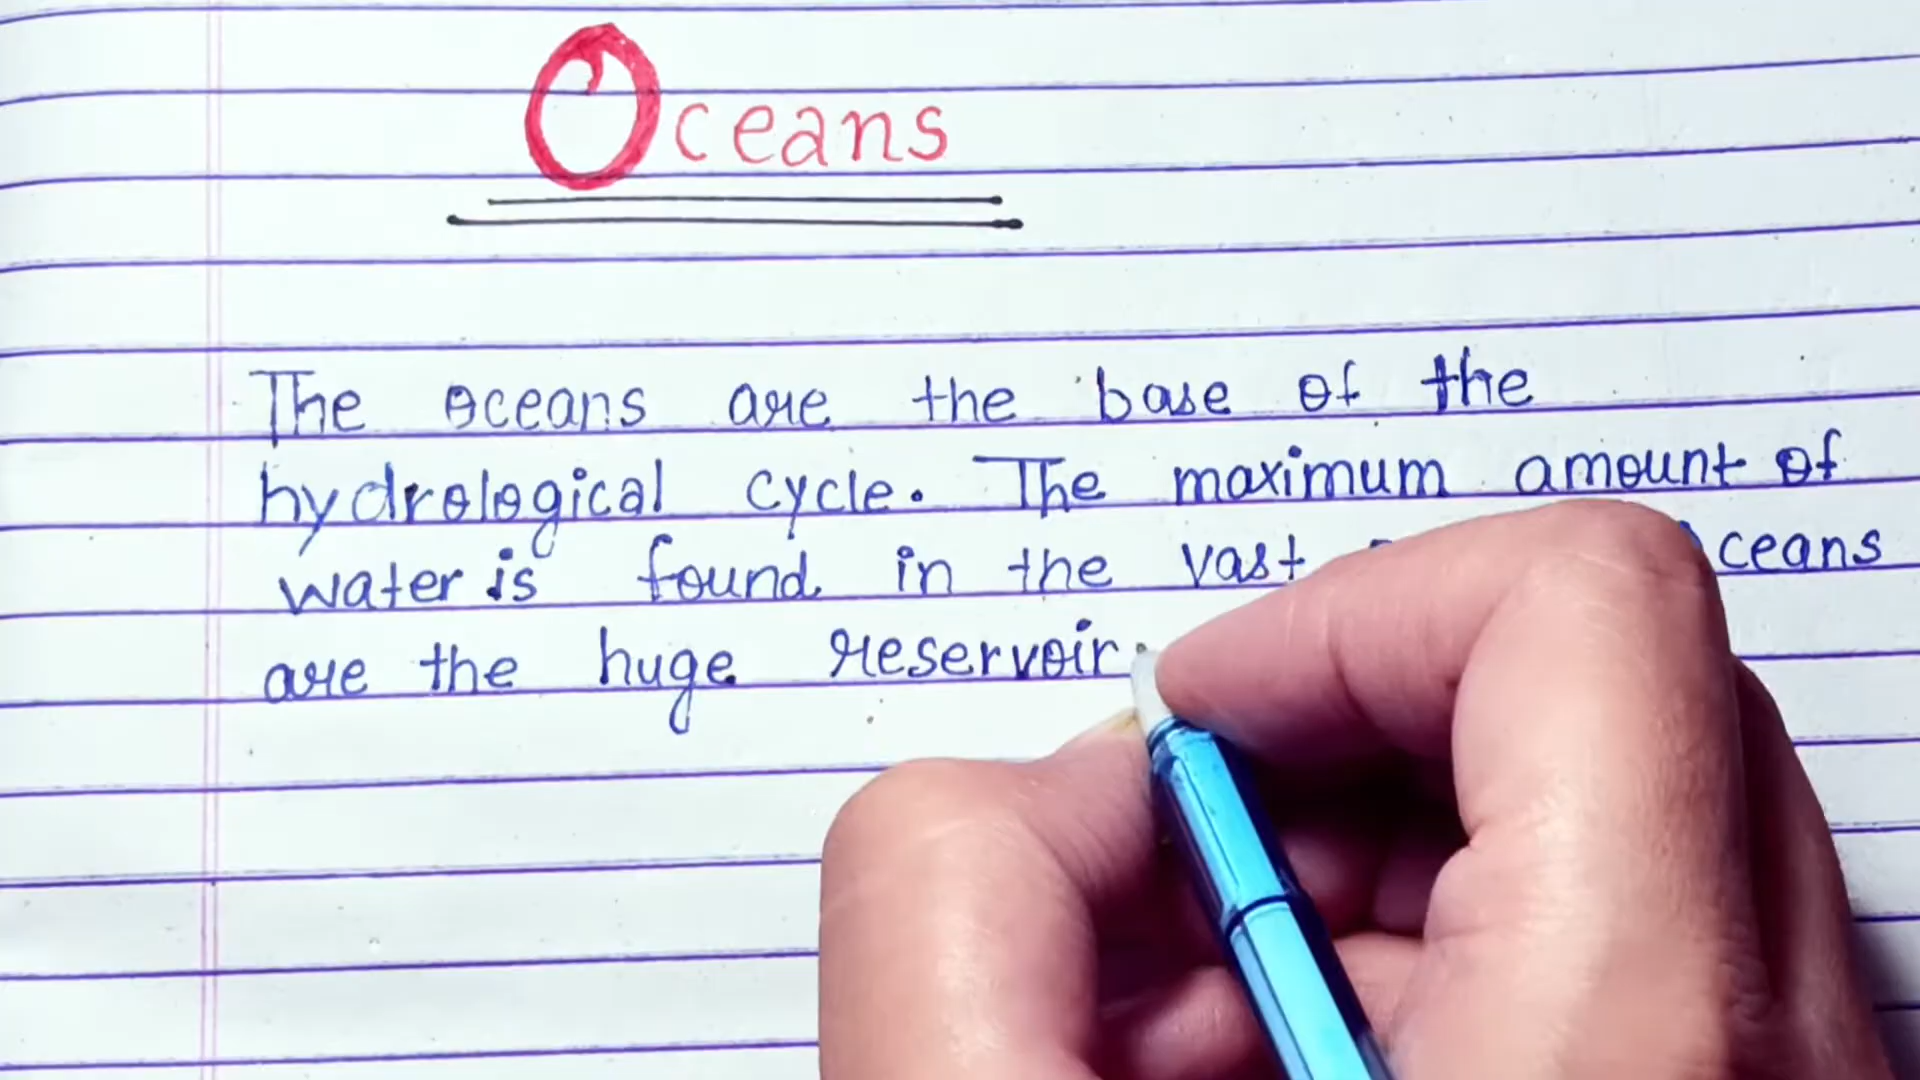 Oceans
The oceans are the base of the
hydrological cycle. The maximum amount of
water is found in the vast ceans
are the huge reservoir